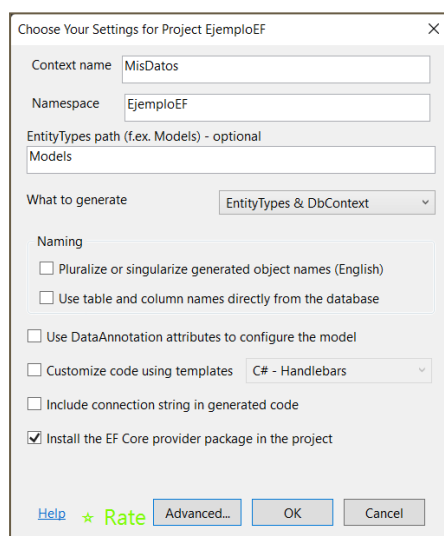 Choose Your Settings for Project EjemploEF
Context name MisDatos
Namespace EjemploEF
EntityTypes path (f.ex. Models) - optional
Models
What to generate EntityTypes & DbContext
Naming
Pluralize or singularize generated object names (English)
Use table and column names directly from the database
Use DataAnnotation attributes to configure the model
Customize code using templates C# - Handlebars
Include connection string in generated code
Install the EF Core provider package in the project
Help Rate Advanced... OK Cancel